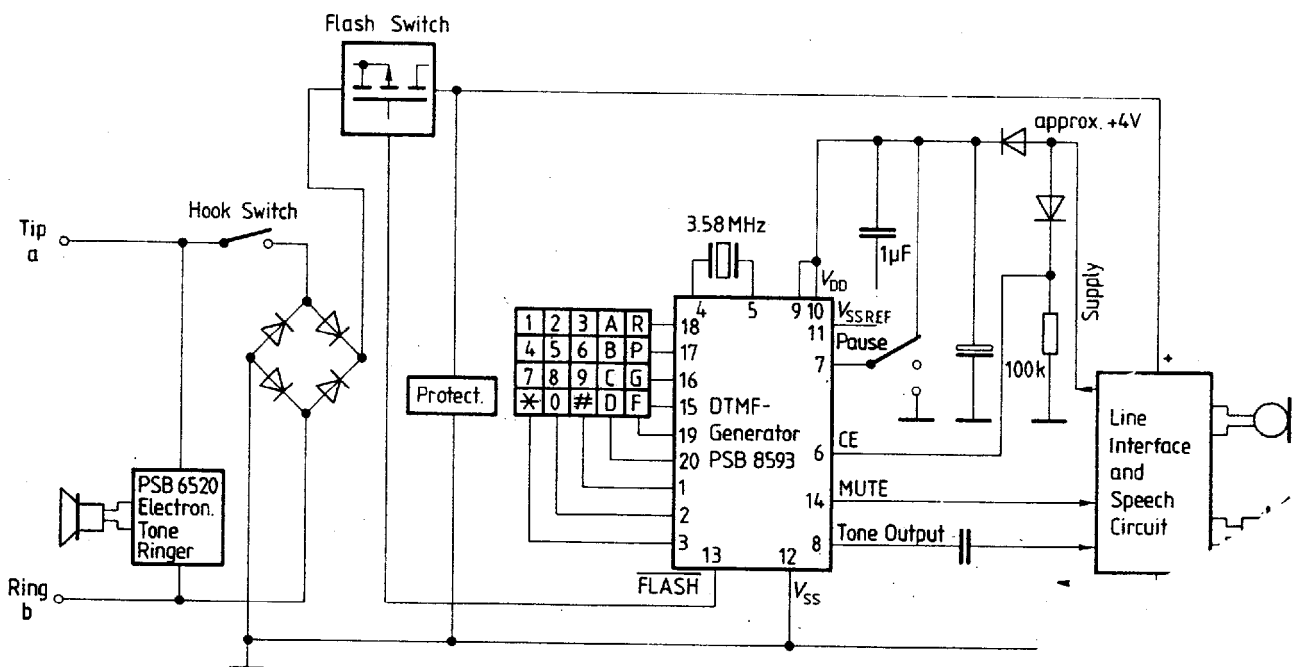 Flash Switch
approx. +4V
Hook Switch
Tip
a
3.58 MHz
1µF
Supply
100k
4
5
9
10
V_DD
V_SS REF
11
Pause
7
1 2 3 A R
4 5 6 B P
7 8 9 C G
* 0 # D F
18
17
16
15
19
20
1
2
3
DTMF-
Generator
PSB 8593
Protect.
6
CE
14
MUTE
8
Tone Output
13
12
FLASH
V_SS
+
Line
Interface
and
Speech
Circuit
PSB 6520
Electron.
Tone
Ringer
Ring
b